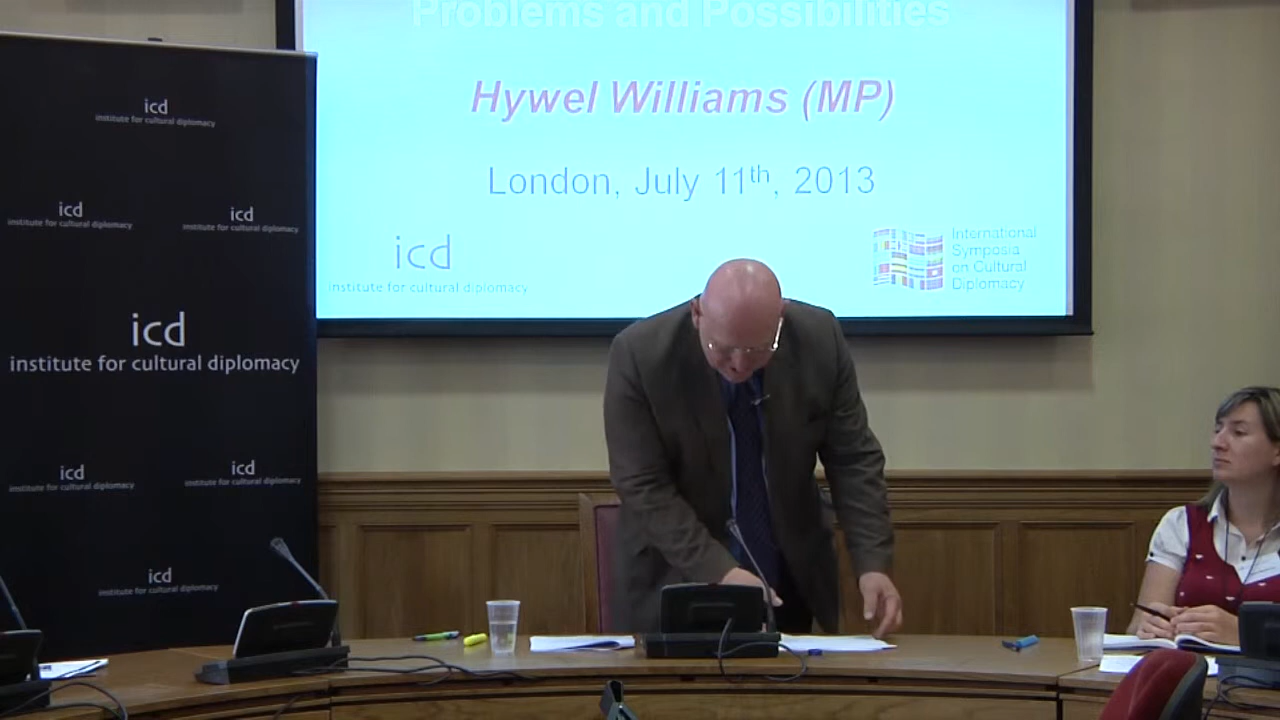 Problems and Possibilities
Hywel Williams (MP)
London, July 11th, 2013
icd
institute for cultural diplomacy
International
Symposia
on Cultural
Diplomacy
icd
institute for cultural diplomacy
icd
institute for cultural diplomacy
icd
institute for cultural diplomacy
icd
institute for cultural diplomacy
icd
institute for cultural diplomacy
icd
institute for cultural diplomacy
icd
institute for cultural diplomacy